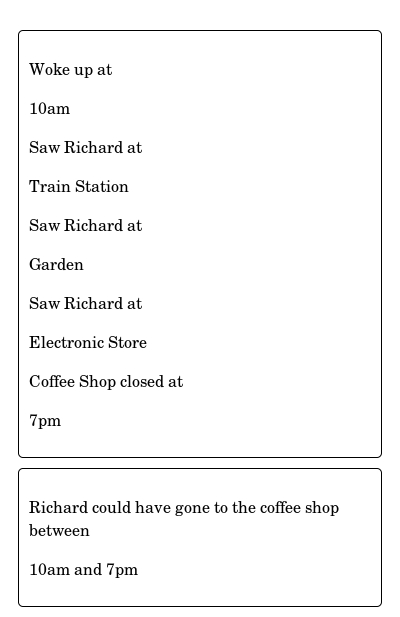 Woke up at
10am
Saw Richard at
Train Station
Saw Richard at
Garden
Saw Richard at
Electronic Store
Coffee Shop closed at
7pm
Richard could have gone to the coffee shop
between
10am and 7pm